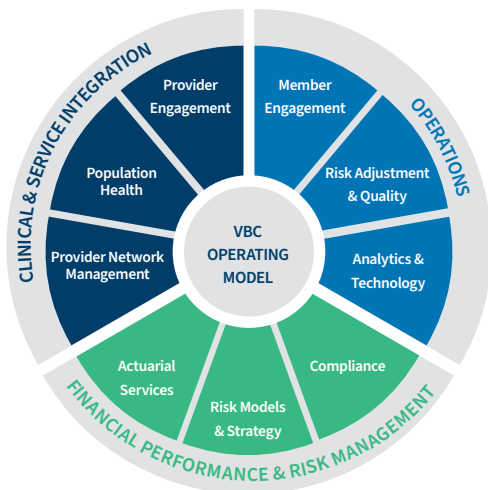 CLINICAL & SERVICE INTEGRATION
Provider
Engagement
Population
Health
Provider Network
Management
OPERATIONS
Member
Engagement
Risk Adjustment
& Quality
Analytics &
Technology
VBC
OPERATING
MODEL
Actuarial
Services
Risk Models
& Strategy
Compliance
FINANCIAL PERFORMANCE & RISK MANAGEMENT